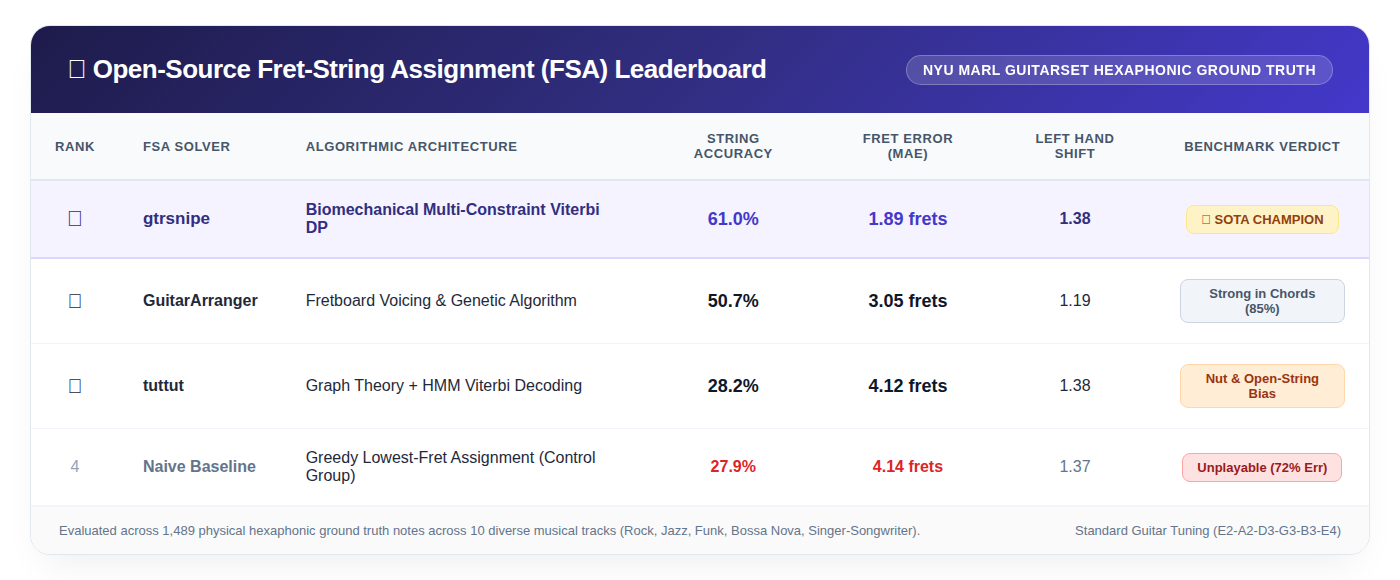 Open-Source Fret-String Assignment (FSA) Leaderboard
NYU MARL GUITARSET HEXAPHONIC GROUND TRUTH
RANK
FSA SOLVER
ALGORITHMIC ARCHITECTURE
STRING
ACCURACY
FRET ERROR
(MAE)
LEFT HAND
SHIFT
BENCHMARK VERDICT
gtrsnipe
Biomechanical Multi-Constraint Viterbi
DP
61.0%
1.89 frets
1.38
SOTA CHAMPION
GuitarArranger
Fretboard Voicing & Genetic Algorithm
50.7%
3.05 frets
1.19
Strong in Chords
(85%)
tuttut
Graph Theory + HMM Viterbi Decoding
28.2%
4.12 frets
1.38
Nut & Open-String
Bias
4
Naive Baseline
Greedy Lowest-Fret Assignment (Control
Group)
27.9%
4.14 frets
1.37
Unplayable (72% Err)
Evaluated across 1,489 physical hexaphonic ground truth notes across 10 diverse musical tracks (Rock, Jazz, Funk, Bossa Nova, Singer-Songwriter).
Standard Guitar Tuning (E2-A2-D3-G3-B3-E4)